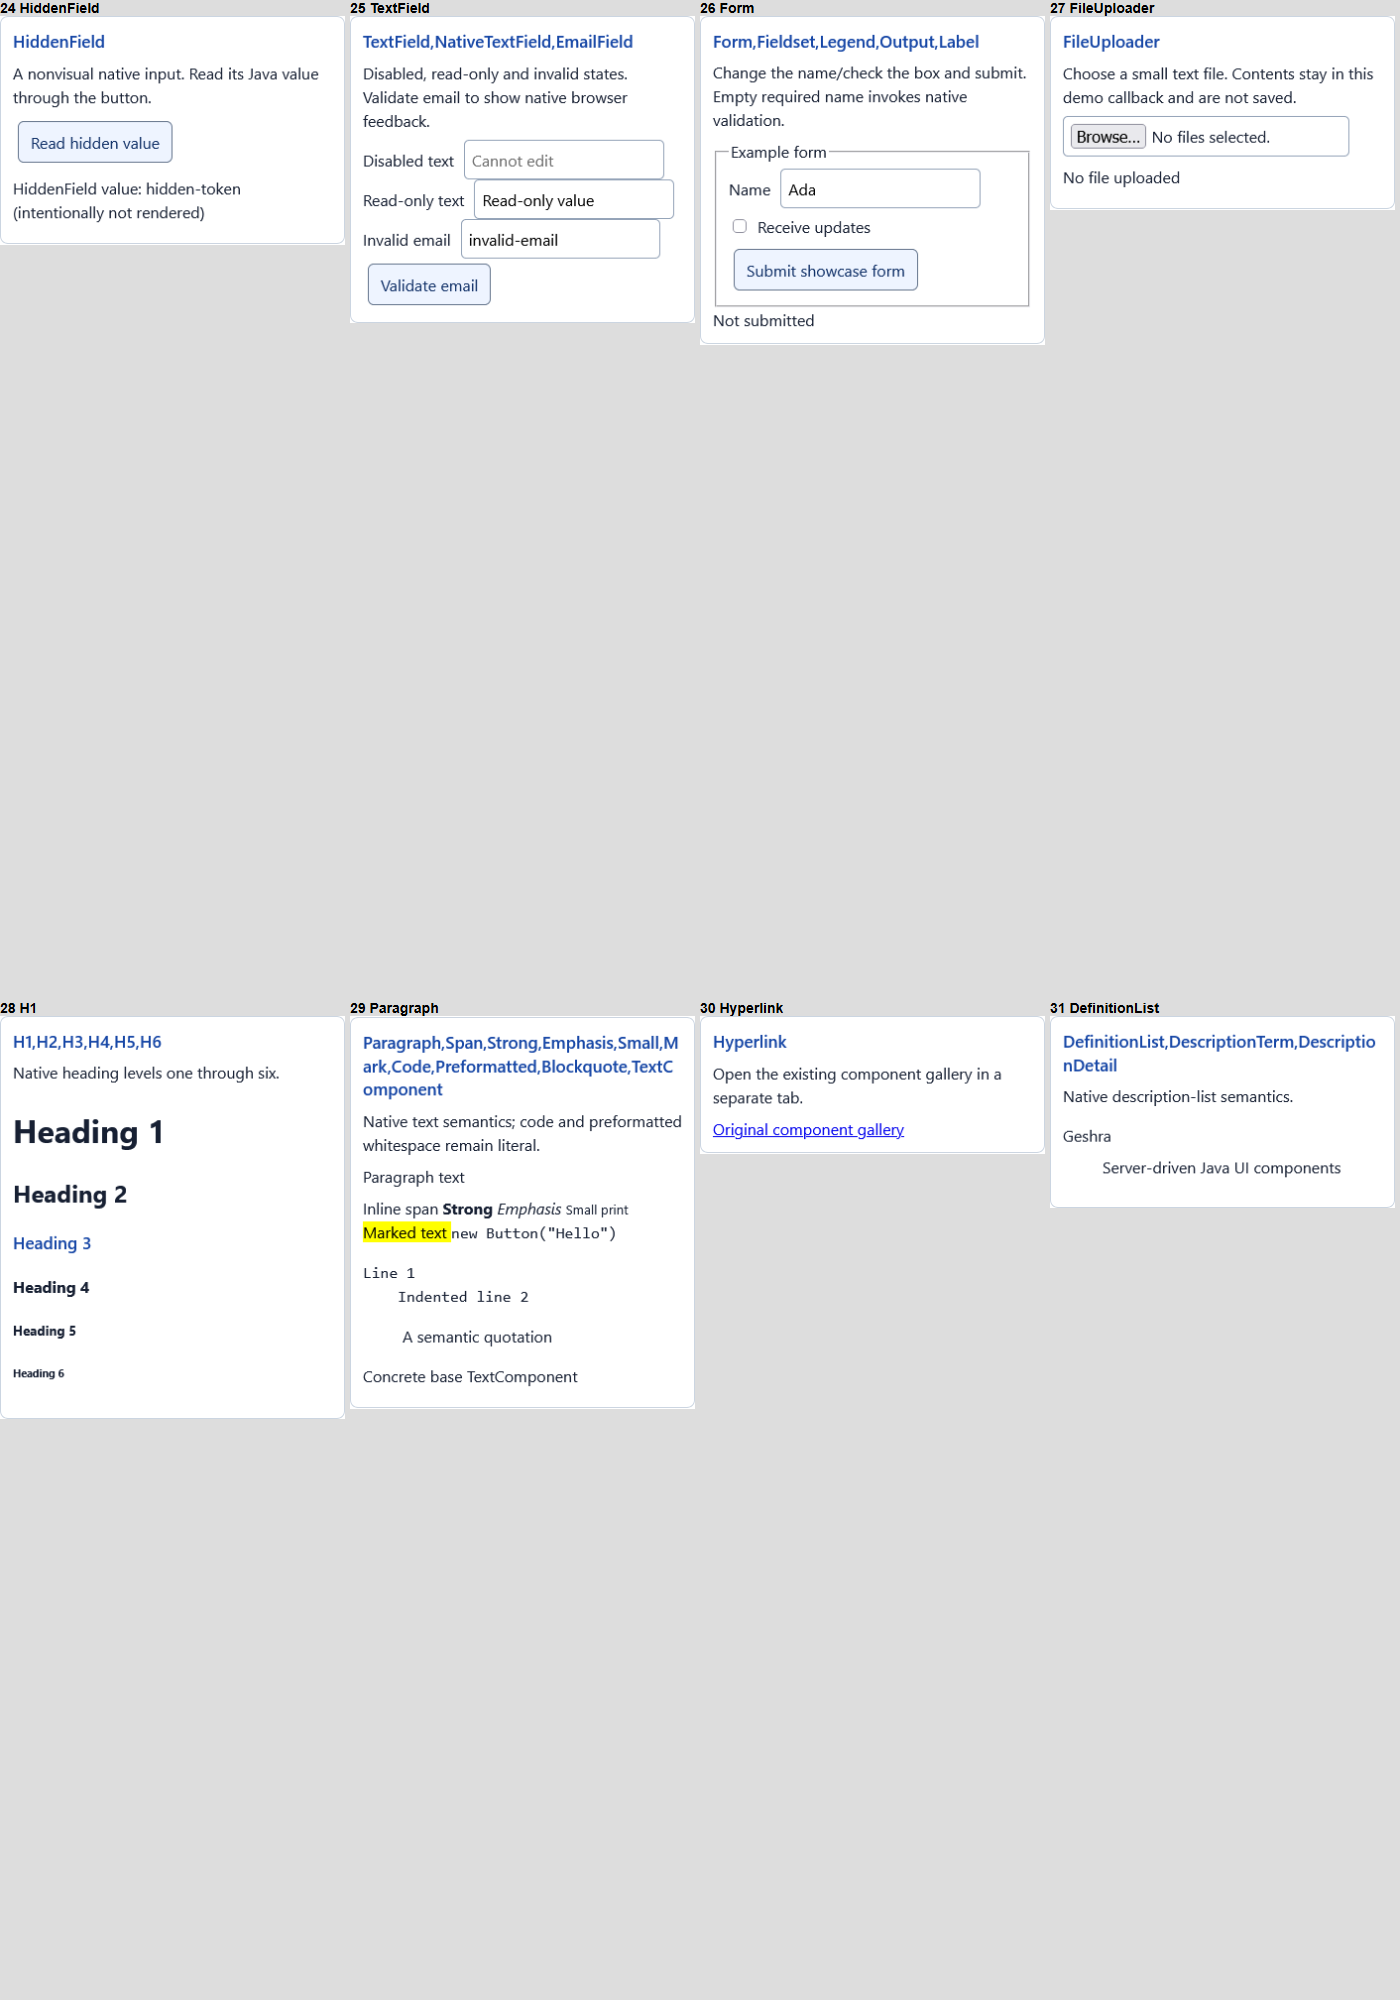 24 HiddenField
HiddenField
A nonvisual native input. Read its Java value
through the button.
Read hidden value
HiddenField value: hidden-token
(intentionally not rendered)
25 TextField
TextField,NativeTextField,EmailField
Disabled, read-only and invalid states.
Validate email to show native browser
feedback.
Disabled text Cannot edit
Read-only text Read-only value
Invalid email invalid-email
Validate email
26 Form
Form,Fieldset,Legend,Output,Label
Change the name/check the box and submit.
Empty required name invokes native
validation.
Example form
Name Ada
Receive updates
Submit showcase form
Not submitted
27 FileUploader
FileUploader
Choose a small text file. Contents stay in this
demo callback and are not saved.
Browse... No files selected.
No file uploaded
28 H1
H1,H2,H3,H4,H5,H6
Native heading levels one through six.
Heading 1
Heading 2
Heading 3
Heading 4
Heading 5
Heading 6
29 Paragraph
Paragraph,Span,Strong,Emphasis,Small,M
ark,Code,Preformatted,Blockquote,TextC
omponent
Native text semantics; code and preformatted
whitespace remain literal.
Paragraph text
Inline span Strong Emphasis Small print
Marked text new Button("Hello")
Line 1
Indented line 2
A semantic quotation
Concrete base TextComponent
30 Hyperlink
Hyperlink
Open the existing component gallery in a
separate tab.
Original component gallery
31 DefinitionList
DefinitionList,DescriptionTerm,Descriptio
nDetail
Native description-list semantics.
Geshra
Server-driven Java UI components